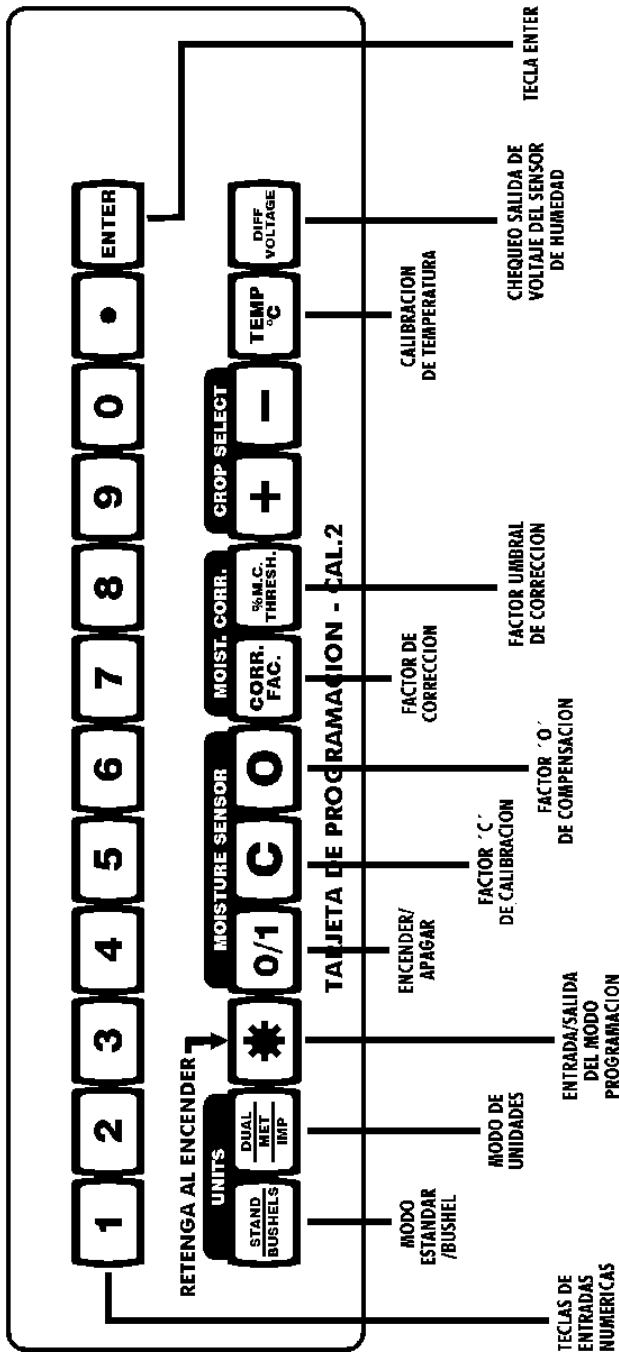 1
2
3
4
5
6
7
8
9
0
•
ENTER
RETENGA AL ENCENDER
UNITS
MOISTURE SENSOR
MOIST. CORR.
CROP SELECT
STAND
BUSHELS
DUAL
MET
IMP
✱
0/1
C
O
CORR.
FAC.
%M.C.
THRESH.
+
−
TEMP
°C
DIFF
VOLTAGE
TARJETA DE PROGRAMACION - CAL.2
TECLAS DE
ENTRADAS
NUMERICAS
MODO
ESTANDAR
/BUSHEL
MODO DE
UNIDADES
ENTRADA/SALIDA
DEL MODO
PROGRAMACION
ENCENDER/
APAGAR
FACTOR 'C'
DE CALIBRACION
FACTOR 'O'
DE COMPENSACION
FACTOR DE
CORRECCION
FACTOR UMBRAL
DE CORRECCION
CALIBRACION
DE TEMPERATURA
CHEQUEO SALIDA DE
VOLTAJE DEL SENSOR
DE HUMEDAD
TECLA ENTER